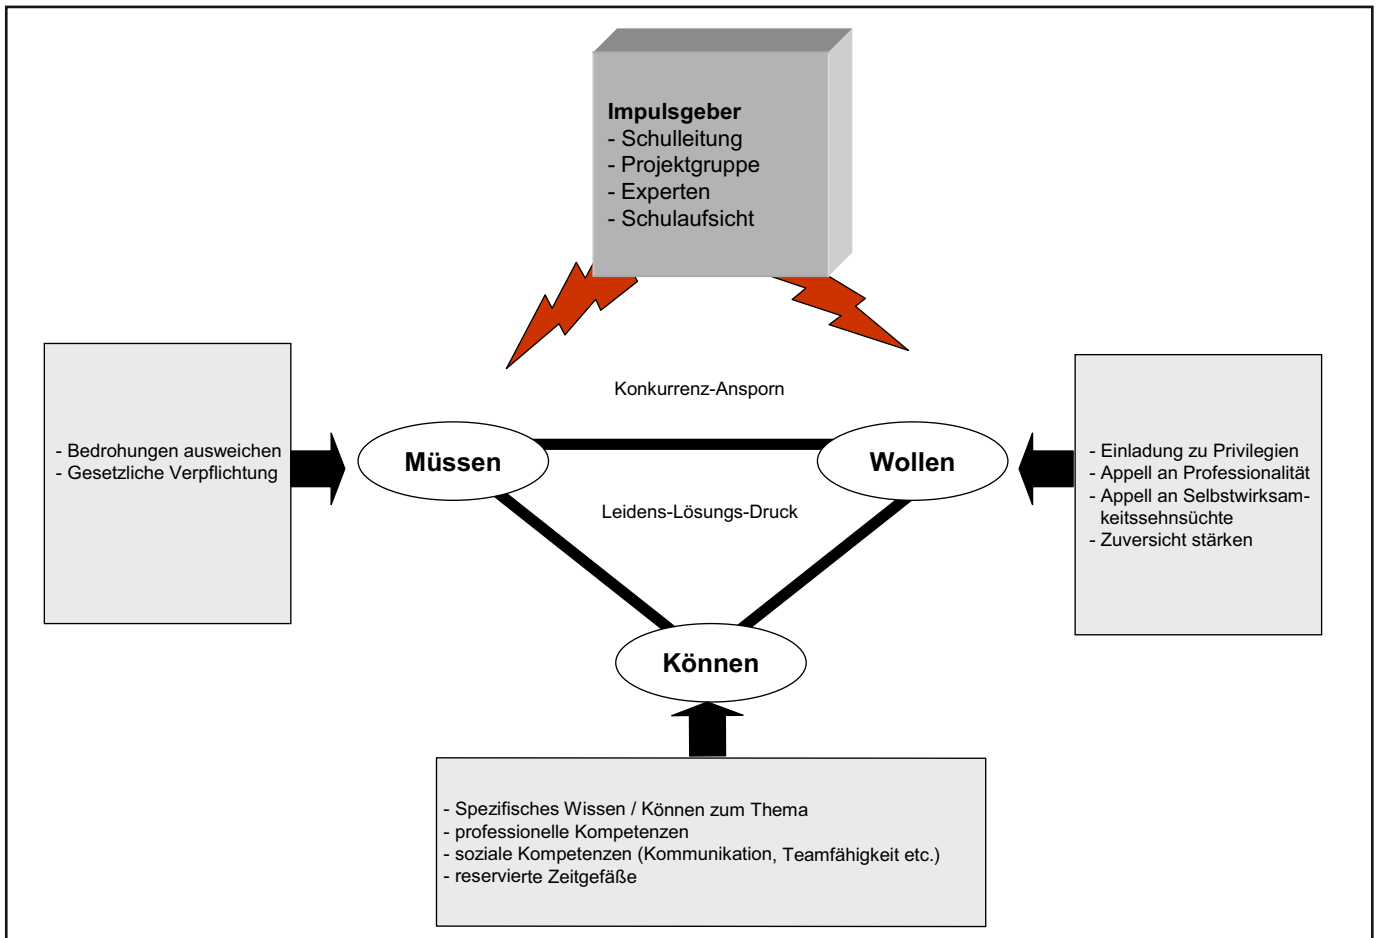 Impulsgeber
- Schulleitung
- Projektgruppe
- Experten
- Schulaufsicht
Konkurrenz-Ansporn
- Bedrohungen ausweichen
- Gesetzliche Verpflichtung
Müssen
Wollen
- Einladung zu Privilegien
- Appell an Professionalität
- Appell an Selbstwirksam-
keitssehnsüchte
- Zuversicht stärken
Leidens-Lösungs-Druck
Können
- Spezifisches Wissen / Können zum Thema
- professionelle Kompetenzen
- soziale Kompetenzen (Kommunikation, Teamfähigkeit etc.)
- reservierte Zeitgefäße